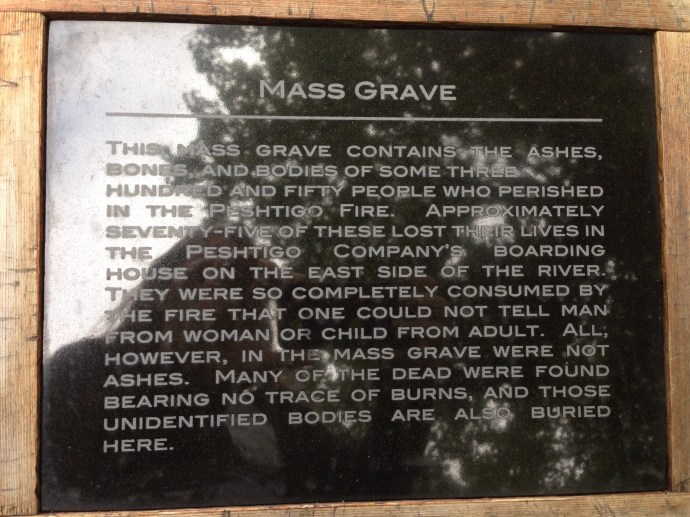 MASS GRAVE
THIS MASS GRAVE CONTAINS THE ASHES,
BONES, AND BODIES OF SOME THREE
HUNDRED AND FIFTY PEOPLE WHO PERISHED
IN THE PESHTIGO FIRE. APPROXIMATELY
SEVENTY-FIVE OF THESE LOST THEIR LIVES IN
THE PESHTIGO COMPANY'S BOARDING
HOUSE ON THE EAST SIDE OF THE RIVER.
THEY WERE SO COMPLETELY CONSUMED BY
THE FIRE THAT ONE COULD NOT TELL MAN
FROM WOMAN OR CHILD FROM ADULT. ALL,
HOWEVER, IN THE MASS GRAVE WERE NOT
ASHES. MANY OF THE DEAD WERE FOUND
BEARING NO TRACE OF BURNS, AND THOSE
UNIDENTIFIED BODIES ARE ALSO BURIED
HERE.